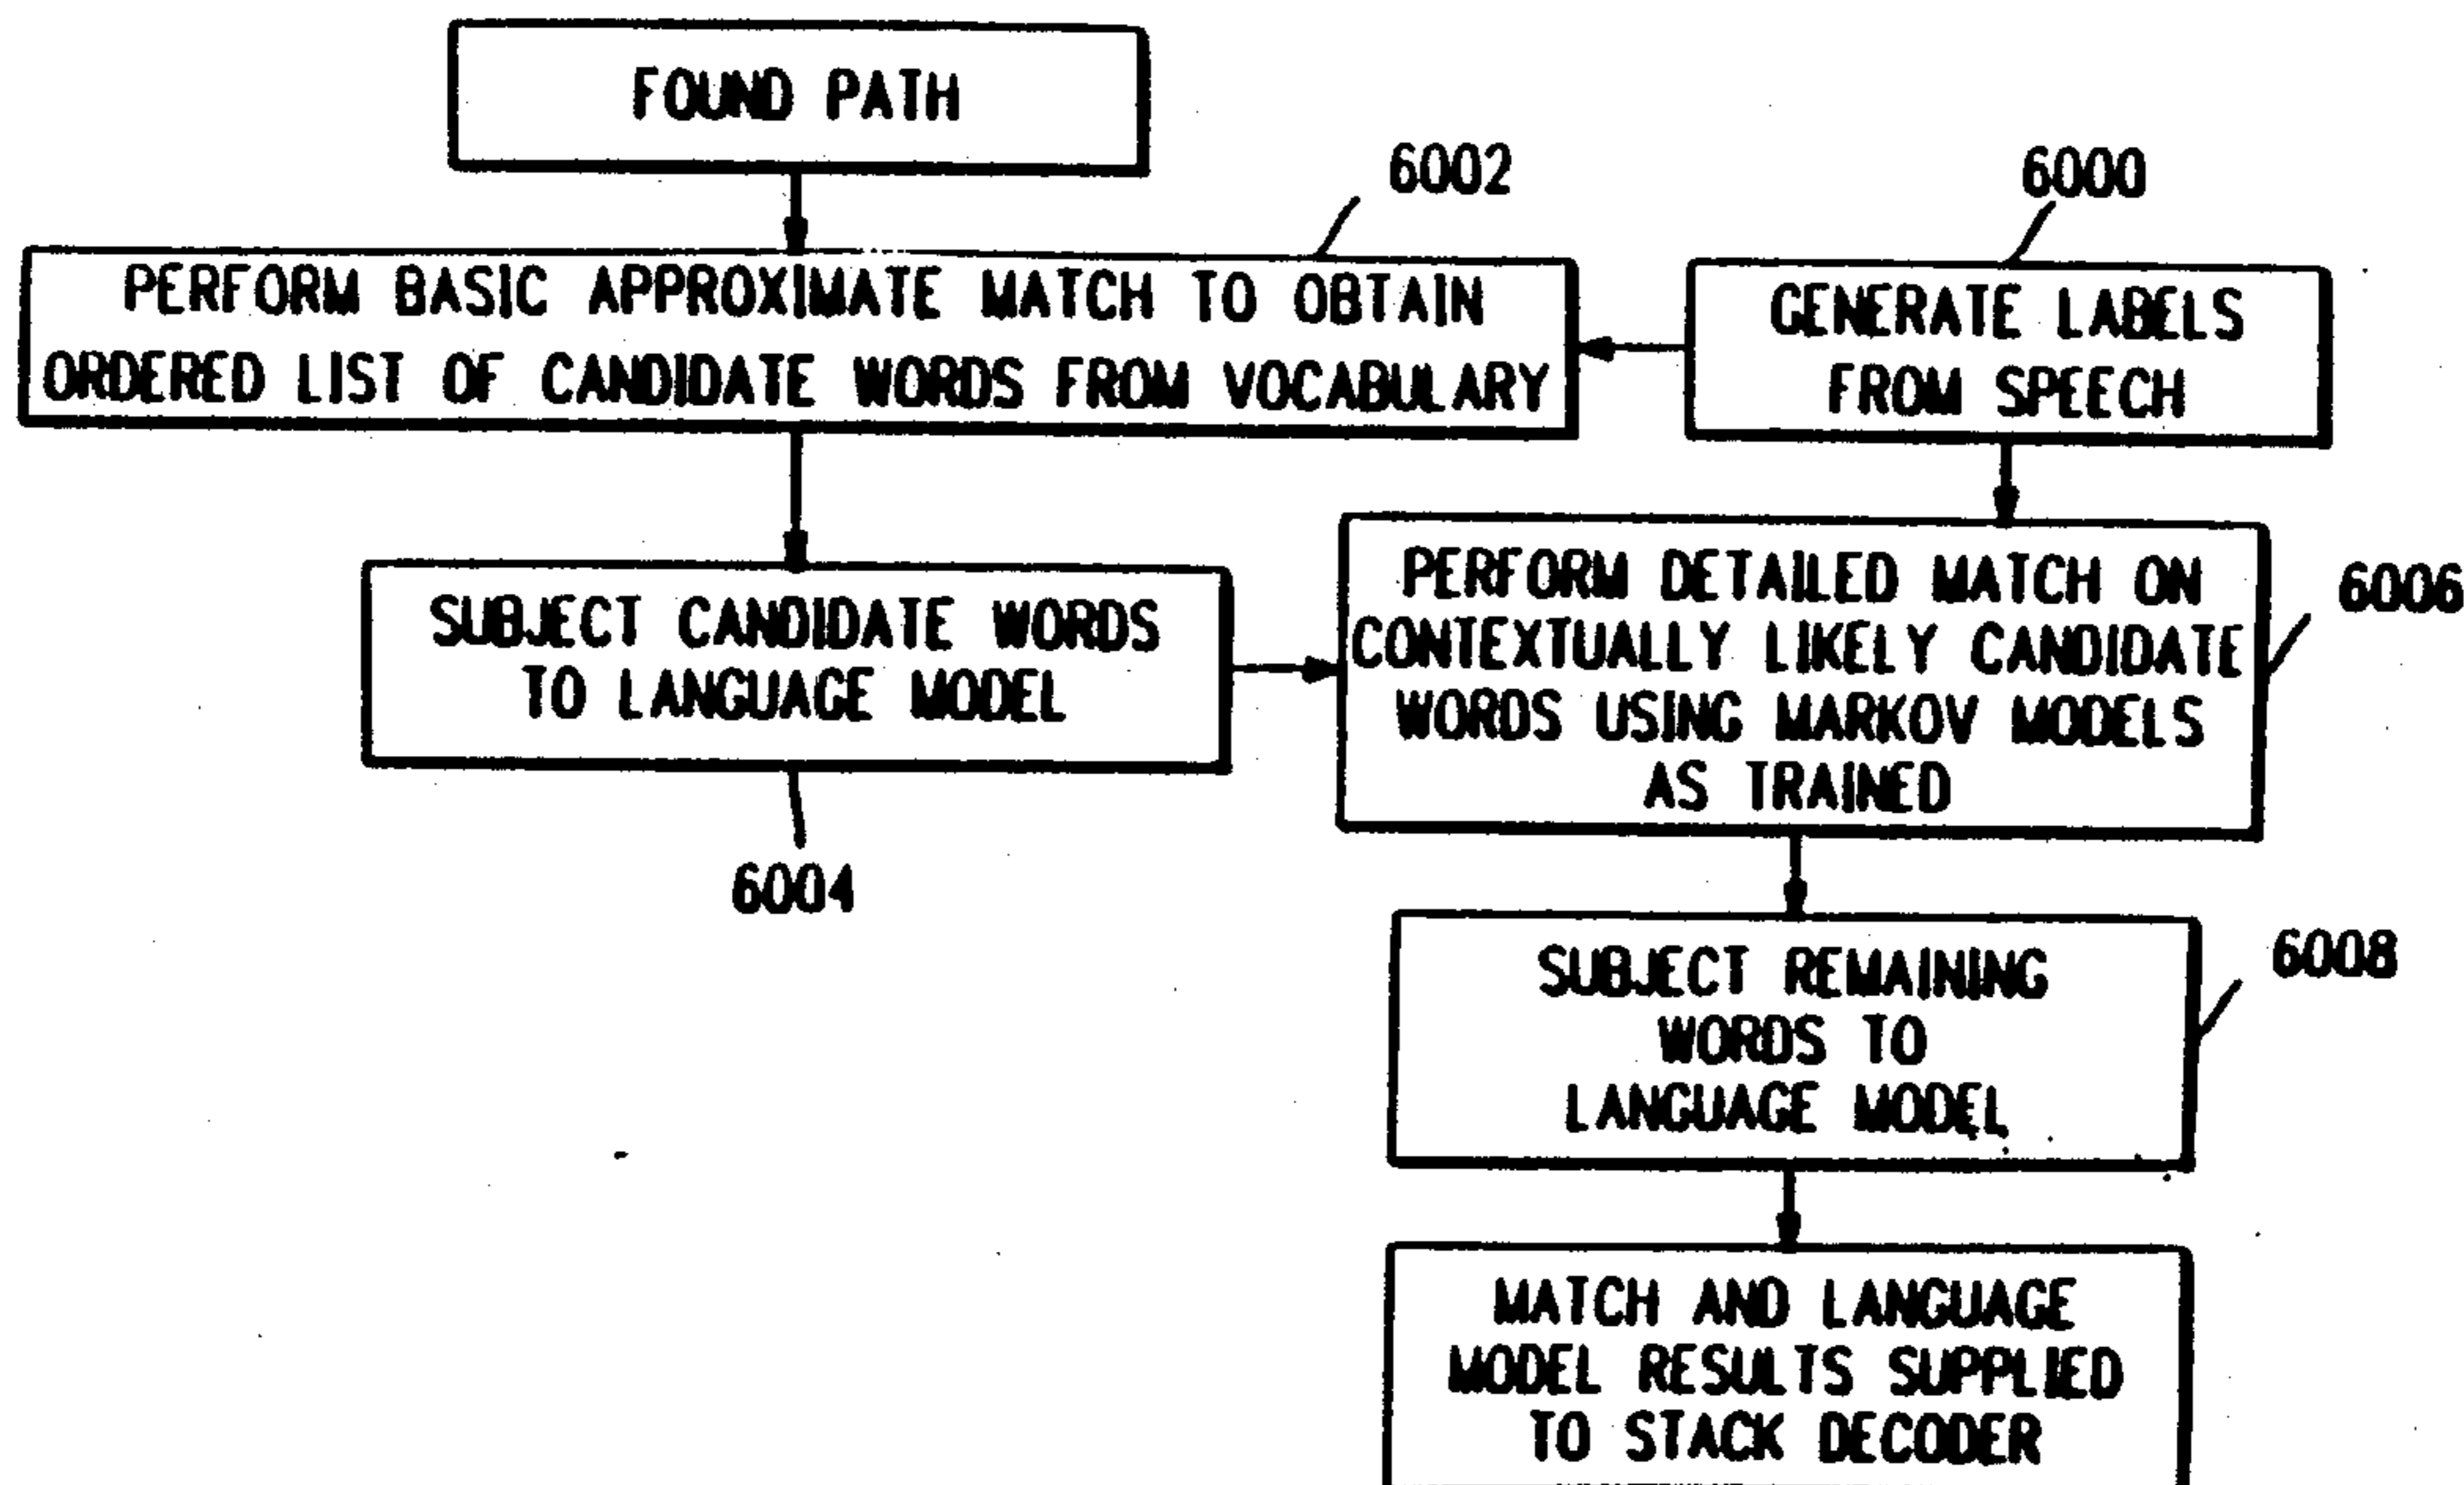 FOUND PATH
6002
6000
PERFORM BASIC APPROXIMATE MATCH TO OBTAIN
ORDERED LIST OF CANDIDATE WORDS FROM VOCABULARY
GENERATE LABELS
FROM SPEECH
SUBJECT CANDIDATE WORDS
TO LANGUAGE MODEL
6004
PERFORM DETAILED MATCH ON
CONTEXTUALLY LIKELY CANDIDATE
WORDS USING MARKOV MODELS
AS TRAINED
6006
SUBJECT REMAINING
WORDS TO
LANGUAGE MODEL
6008
MATCH AND LANGUAGE
MODEL RESULTS SUPPLIED
TO STACK DECODER